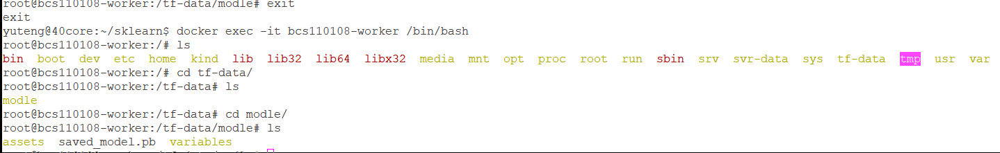 root@bcs110108-worker:/tf-data/modle# exit
exit
yuteng@40core:~/sklearn$ docker exec -it bcs110108-worker /bin/bash
root@bcs110108-worker:/# ls
bin boot dev etc home kind lib lib32 lib64 libx32 media mnt opt proc root run sbin srv svr-data sys tf-data tmp usr var
root@bcs110108-worker:/# cd tf-data/
root@bcs110108-worker:/tf-data# ls
modle
root@bcs110108-worker:/tf-data# cd modle/
root@bcs110108-worker:/tf-data/modle# ls
assets saved_model.pb variables